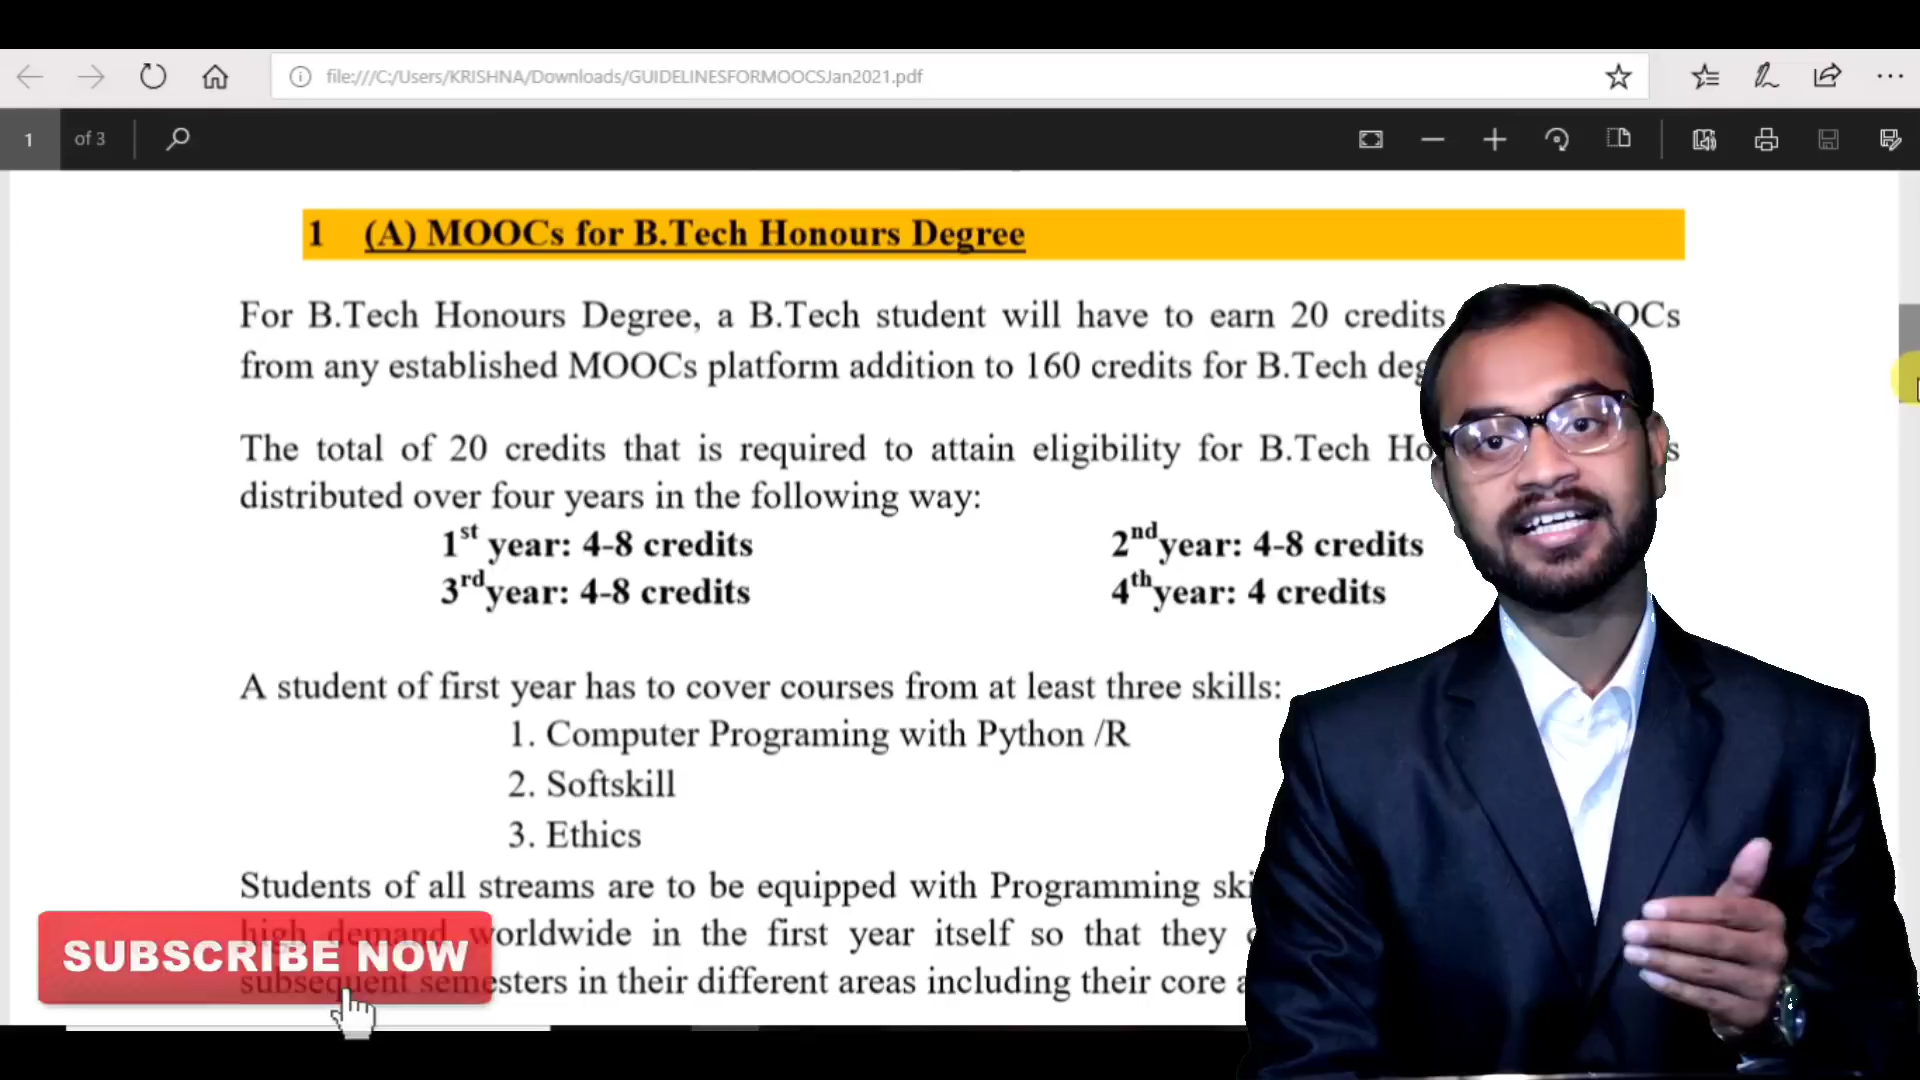 file:///C:/Users/KRISHNA/Downloads/GUIDELINESFORMOOCSJan2021.pdf
1 of 3
1 (A) MOOCs for B.Tech Honours Degree
For B.Tech Honours Degree, a B.Tech student will have to earn 20 credits
from any established MOOCs platform addition to 160 credits for B.Tech
The total of 20 credits that is required to attain eligibility for B.Tech
distributed over four years in the following way:
1st year: 4-8 credits 2nd year: 4-8 credits
3rd year: 4-8 credits 4th year: 4 credits
A student of first year has to cover courses from at least three skills:
1. Computer Programing with Python /R
2. Softskill
3. Ethics
Students of all streams are to be equipped with Programming
high demand worldwide in the first year itself so that they
subsequent semesters in their different areas including their core
SUBSCRIBE NOW